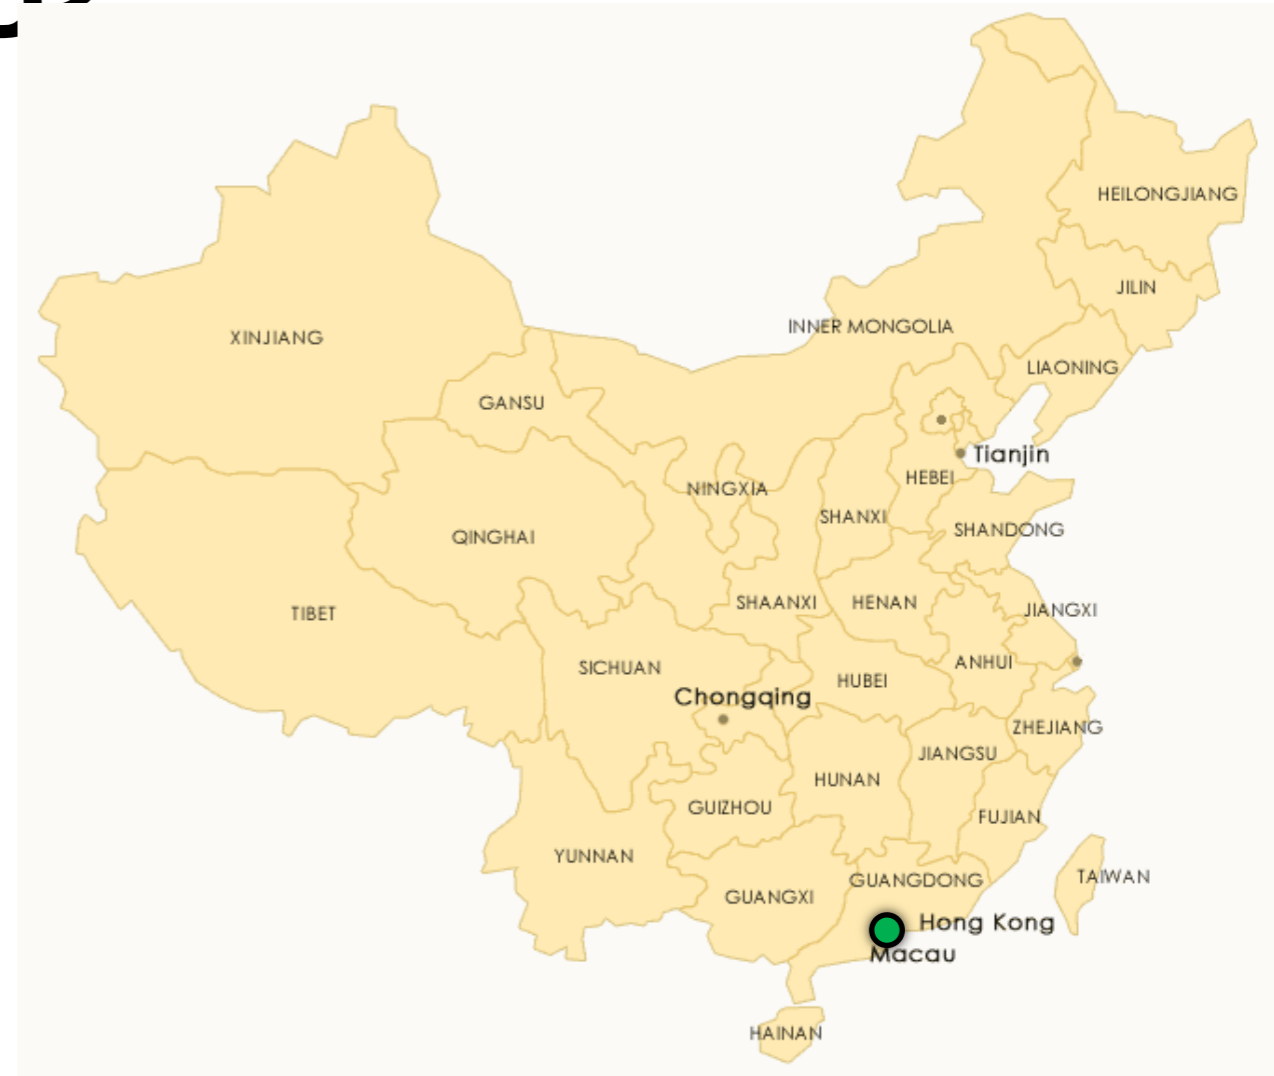 HEILONGJIANG
JILIN
INNER MONGOLIA
XINJIANG
LIAONING
GANSU
Tianjin
HEBEI
NINGXIA
SHANXI
SHANDONG
QINGHAI
SHAANXI
HENAN
JIANGXI
TIBET
ANHUI
SICHUAN
HUBEI
Chongqing
ZHEJIANG
JIANGSU
HUNAN
GUIZHOU
FUJIAN
YUNNAN
TAIWAN
GUANGDONG
GUANGXI
Hong Kong
Macau
HAINAN